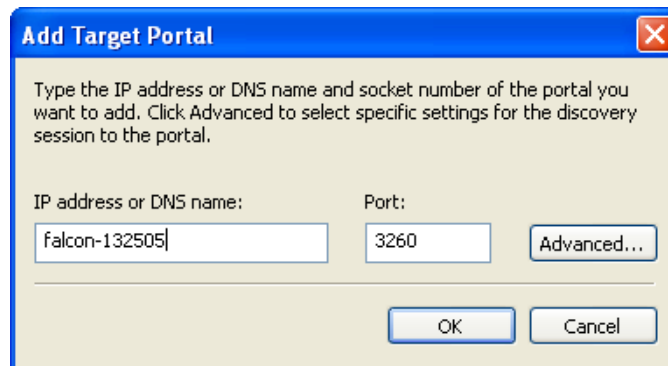 Add Target Portal
Type the IP address or DNS name and socket number of the portal you
want to add. Click Advanced to select specific settings for the discovery
session to the portal.
IP address or DNS name: Port:
falcon-132505 3260 Advanced...
OK Cancel